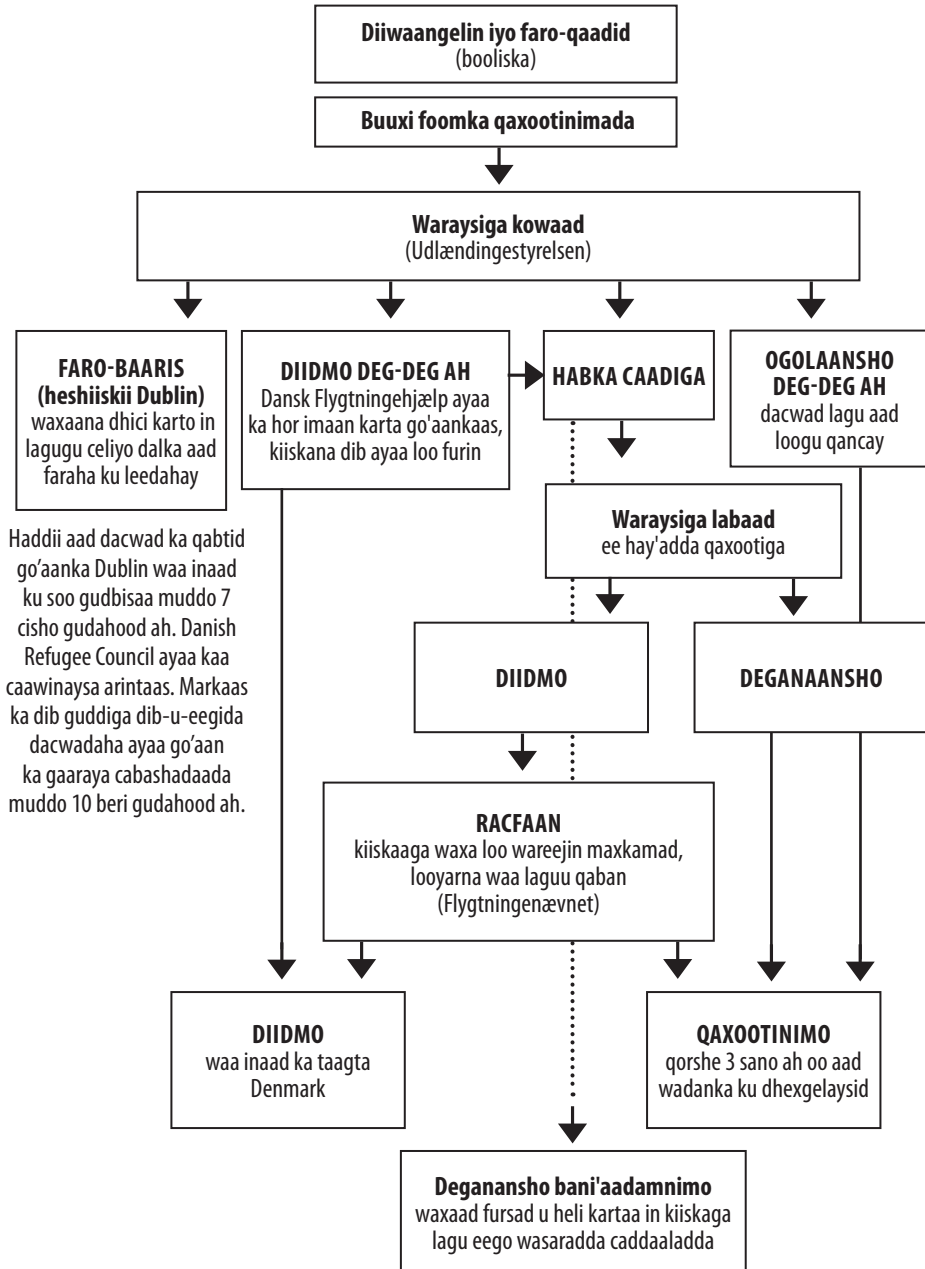 Diiwaangelin iyo faro-qaadid
(booliska)
Buuxi foomka qaxootinimada
Waraysiga kowaad
(Udlændingestyrelsen)
FARO-BAARIS
(heshiiskii Dublin)
waxaana dhici karto in
lagugu celiyo dalka aad
faraha ku leedahay
DIIDMO DEG-DEG AH
Dansk Flygtningehjælp ayaa
ka hor imaan karta go'aankaas,
kiiskana dib ayaa loo furin
HABKA CAADIGA
OGOLAANSHO
DEG-DEG AH
dacwad lagu aad
loogu qancay
Haddii aad dacwad ka qabtid
go’aanka Dublin waa inaad
ku soo gudbisaa muddo 7
cisho gudahood ah. Danish
Refugee Council ayaa kaa
caawinaysa arintaas. Markaas
ka dib guddiga dib-u-eegida
dacwadaha ayaa go’aan
ka gaaraya cabashadaada
muddo 10 beri gudahood ah.
Waraysiga labaad
ee hay'adda qaxootiga
DIIDMO
DEGANAANSHO
RACFAAN
kiiskaaga waxa loo wareejin maxkamad,
looyarna waa laguu qaban
(Flygtningenævnet)
DIIDMO
waa inaad ka taagta
Denmark
QAXOOTINIMO
qorshe 3 sano ah oo aad
wadanka ku dhexgelaysid
Deganansho bani'aadamnimo
waxaad fursad u heli kartaa in kiiskaga
lagu eego wasaradda caddaaladda